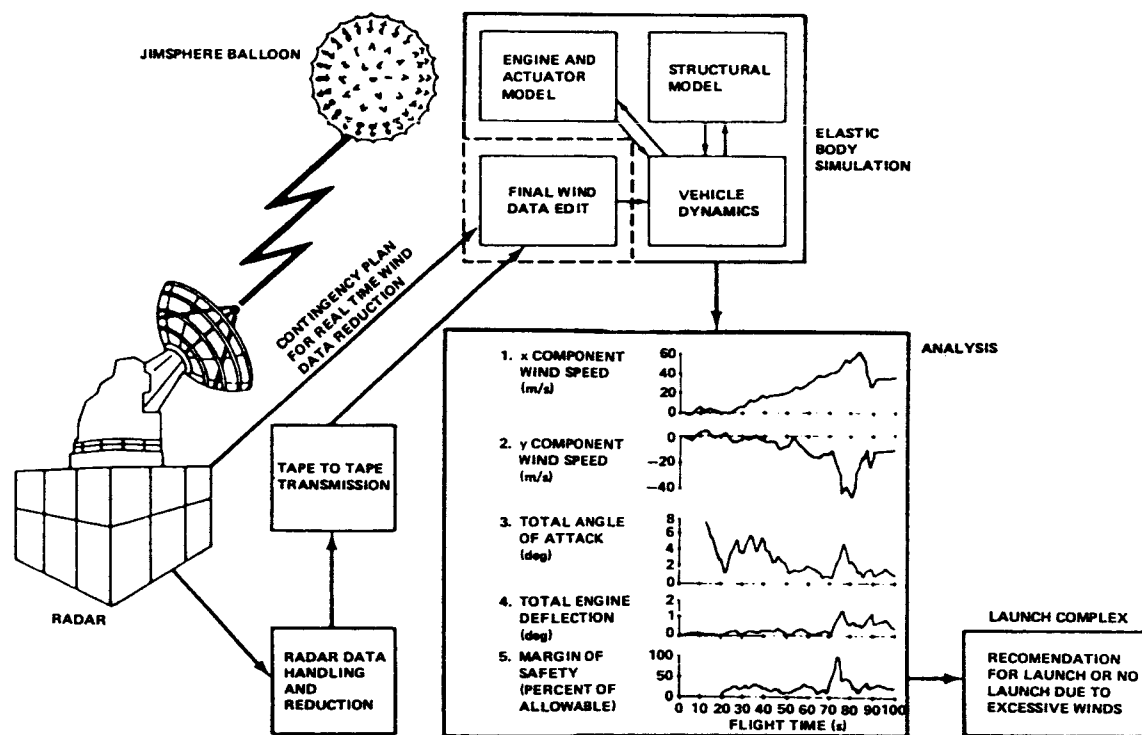 JIMSPHERE BALLOON
ENGINE AND
ACTUATOR
MODEL
STRUCTURAL
MODEL
ELASTIC
BODY
SIMULATION
FINAL WIND
DATA EDIT
VEHICLE
DYNAMICS
CONTINGENCY PLAN
FOR REAL TIME WIND
DATA REDUCTION
TAPE TO TAPE
TRANSMISSION
RADAR
RADAR DATA
HANDLING
AND
REDUCTION
ANALYSIS
1. x COMPONENT
WIND SPEED
(m/s)
60
40
20
0
2. y COMPONENT
WIND SPEED
(m/s)
0
−20
−40
3. TOTAL ANGLE
OF ATTACK
(deg)
8
6
4
2
0
4. TOTAL ENGINE
DEFLECTION
(deg)
2
1
0
5. MARGIN OF
SAFETY
(PERCENT OF
ALLOWABLE)
100
50
0
0 10 20 30 40 50 60 70 80 90 100
FLIGHT TIME (s)
LAUNCH COMPLEX
RECOMENDATION
FOR LAUNCH OR NO
LAUNCH DUE TO
EXCESSIVE WINDS